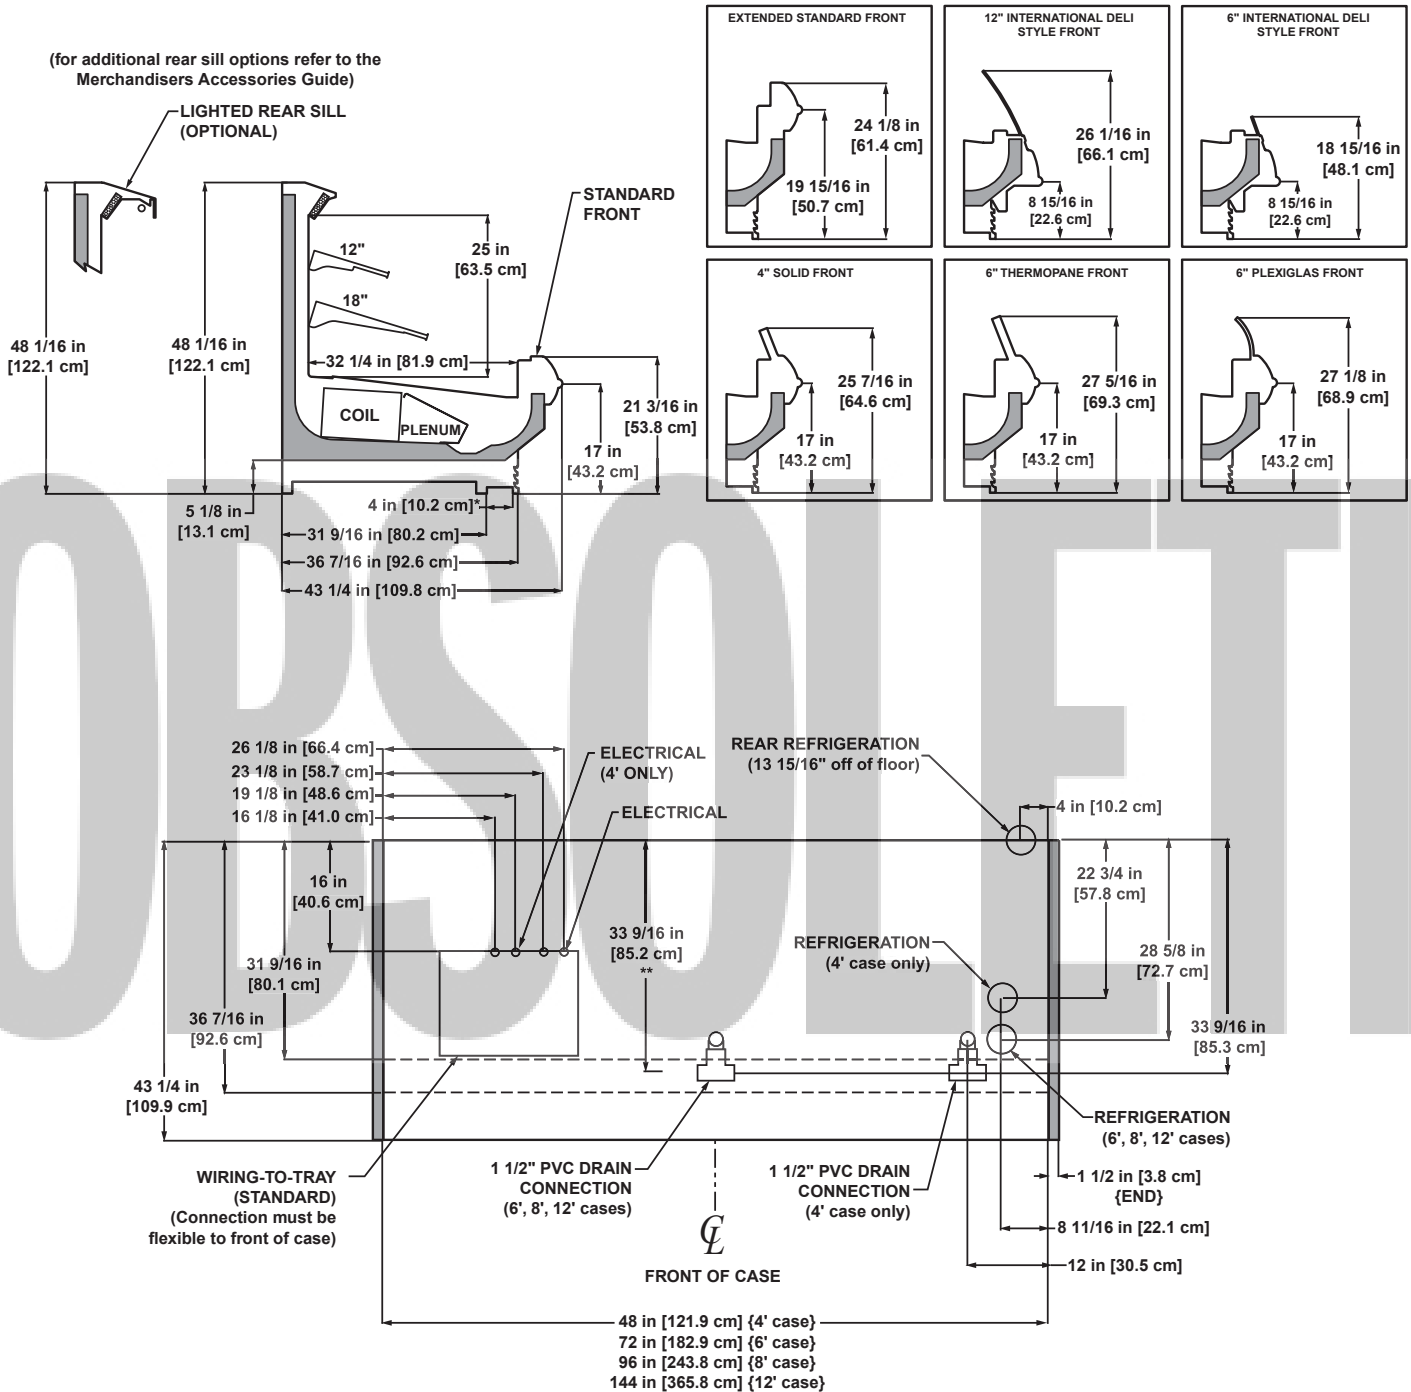 (for additional rear sill options refer to the
Merchandisers Accessories Guide)
LIGHTED REAR SILL
(OPTIONAL)
48 1/16 in
[122.1 cm]
48 1/16 in
[122.1 cm]
12"
18"
25 in
[63.5 cm]
STANDARD
FRONT
32 1/4 in [81.9 cm]
COIL
PLENUM
21 3/16 in
[53.8 cm]
17 in
[43.2 cm]
5 1/8 in
[13.1 cm]
4 in [10.2 cm]*
31 9/16 in [80.2 cm]
36 7/16 in [92.6 cm]
43 1/4 in [109.8 cm]
EXTENDED STANDARD FRONT
24 1/8 in
[61.4 cm]
19 15/16 in
[50.7 cm]
12" INTERNATIONAL DELI
STYLE FRONT
26 1/16 in
[66.1 cm]
8 15/16 in
[22.6 cm]
6" INTERNATIONAL DELI
STYLE FRONT
18 15/16 in
[48.1 cm]
8 15/16 in
[22.6 cm]
4" SOLID FRONT
25 7/16 in
[64.6 cm]
17 in
[43.2 cm]
6" THERMOPANE FRONT
27 5/16 in
[69.3 cm]
17 in
[43.2 cm]
6" PLEXIGLAS FRONT
27 1/8 in
[68.9 cm]
17 in
[43.2 cm]
OBSOLETE
26 1/8 in [66.4 cm]
23 1/8 in [58.7 cm]
19 1/8 in [48.6 cm]
16 1/8 in [41.0 cm]
ELECTRICAL
(4' ONLY)
ELECTRICAL
REAR REFRIGERATION
(13 15/16" off of floor)
4 in [10.2 cm]
16 in
[40.6 cm]
31 9/16 in
[80.1 cm]
36 7/16 in
[92.6 cm]
43 1/4 in
[109.9 cm]
33 9/16 in
[85.2 cm]
**
REFRIGERATION
(4' case only)
22 3/4 in
[57.8 cm]
28 5/8 in
[72.7 cm]
33 9/16 in
[85.3 cm]
REFRIGERATION
(6', 8', 12' cases)
WIRING-TO-TRAY
(STANDARD)
(Connection must be
flexible to front of case)
1 1/2" PVC DRAIN
CONNECTION
(6', 8', 12' cases)
1 1/2" PVC DRAIN
CONNECTION
(4' case only)
1 1/2 in [3.8 cm]
{END}
8 11/16 in [22.1 cm]
12 in [30.5 cm]
CL
FRONT OF CASE
48 in [121.9 cm] {4' case}
72 in [182.9 cm] {6' case}
96 in [243.8 cm] {8' case}
144 in [365.8 cm] {12' case}